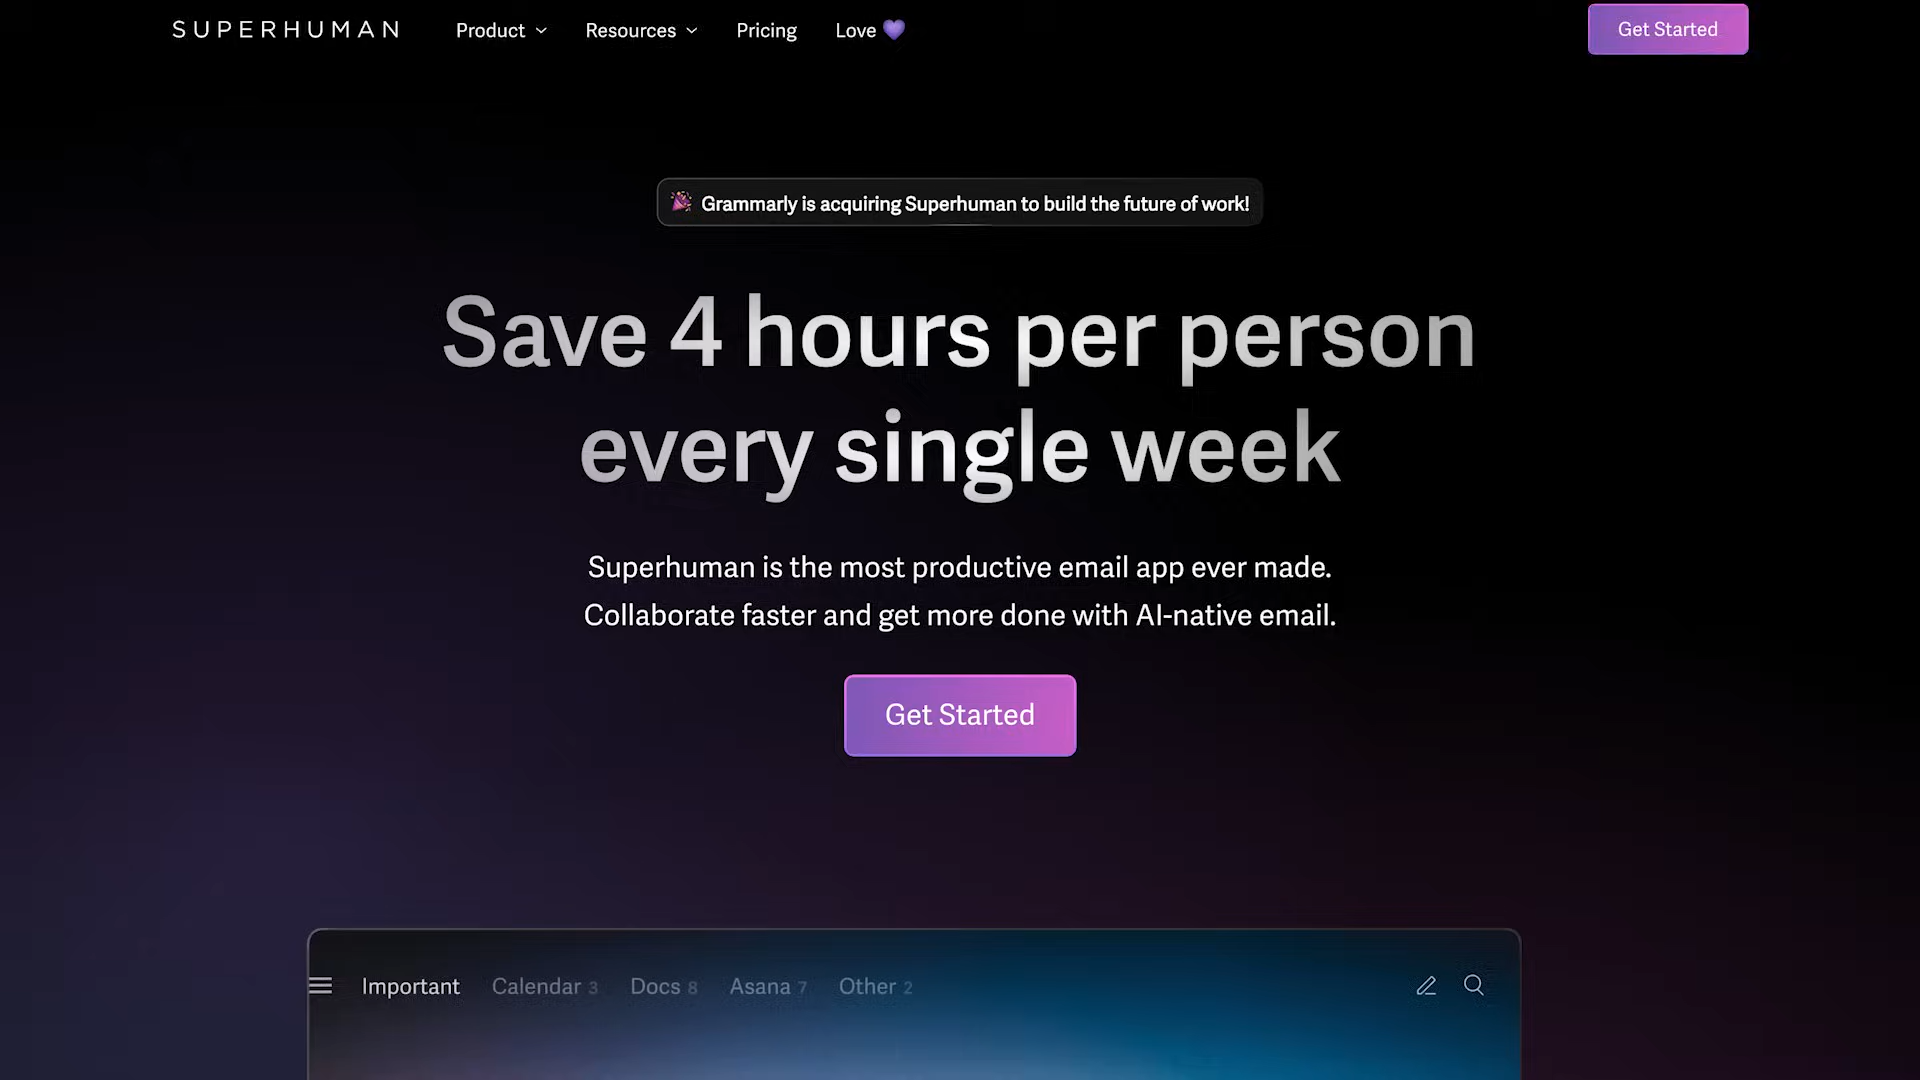 SUPERHUMAN
Product
Resources
Pricing
Love 💜
Get Started
🎉 Grammarly is acquiring Superhuman to build the future of work!
Save 4 hours per person
every single week
Superhuman is the most productive email app ever made.
Collaborate faster and get more done with AI-native email.
Get Started
Important
Calendar 3
Docs 8
Asana 7
Other 2